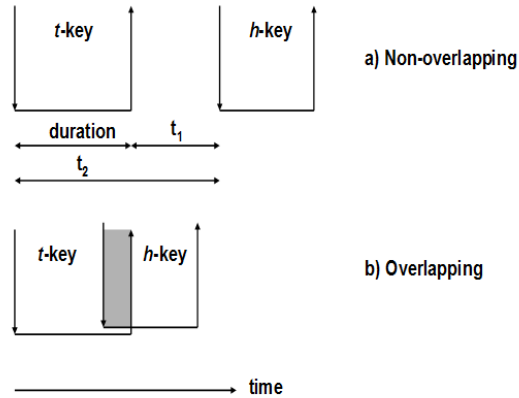 t-key
h-key
a) Non-overlapping
duration
t1
t2
t-key
h-key
b) Overlapping
time